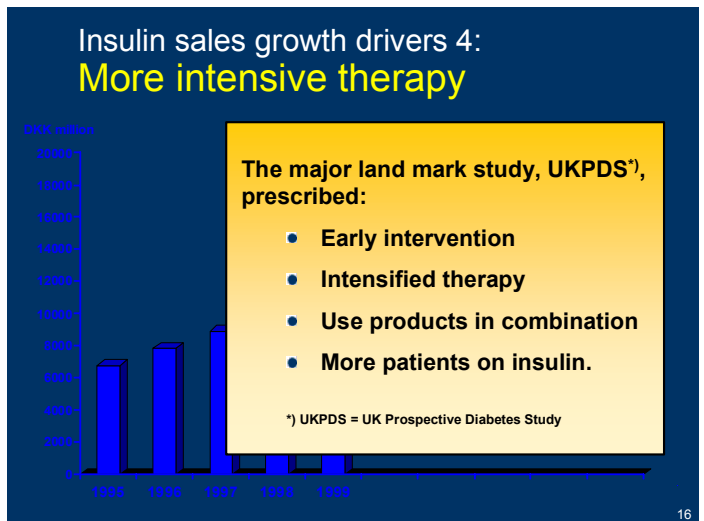 Insulin sales growth drivers 4:
More intensive therapy
DKK million
20000
18000
16000
14000
12000
10000
8000
6000
4000
2000
0
1995 1996 1997 1998 1999
The major land mark study, UKPDS*),
prescribed:
Early intervention
Intensified therapy
Use products in combination
More patients on insulin.
*) UKPDS = UK Prospective Diabetes Study
16